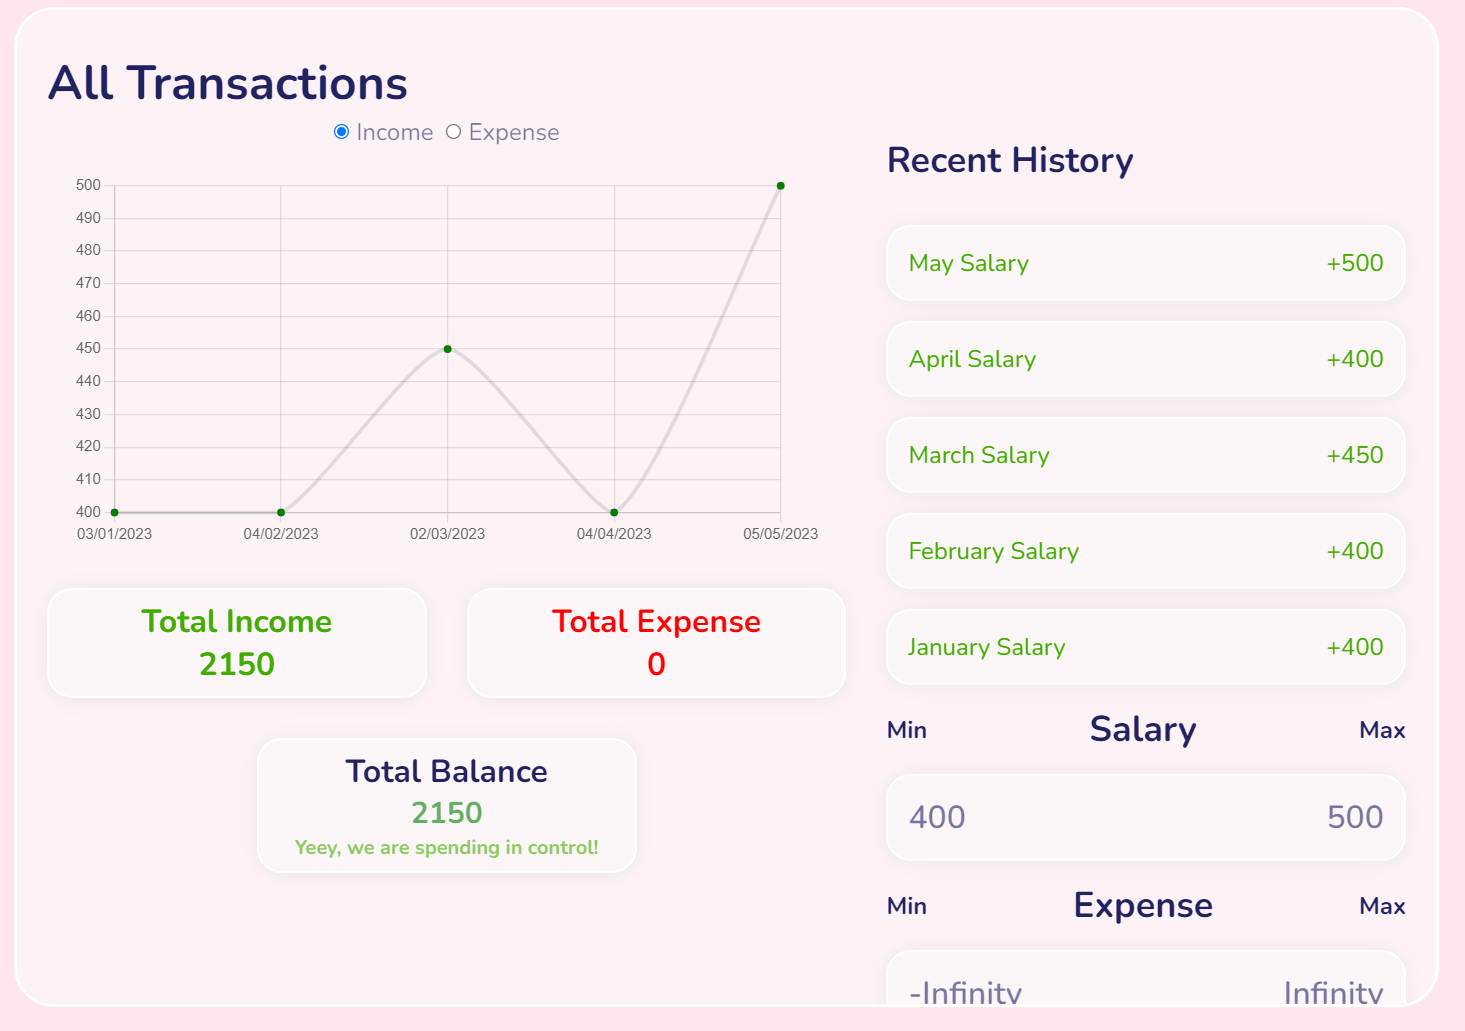 All Transactions
Income Expense
500
490
480
470
460
450
440
430
420
410
400
03/01/2023 04/02/2023 02/03/2023 04/04/2023 05/05/2023
Total Income
2150
Total Expense
0
Total Balance
2150
Yeey, we are spending in control!
Recent History
May Salary +500
April Salary +400
March Salary +450
February Salary +400
January Salary +400
Min Salary Max
400 500
Min Expense Max
-Infinity Infinity